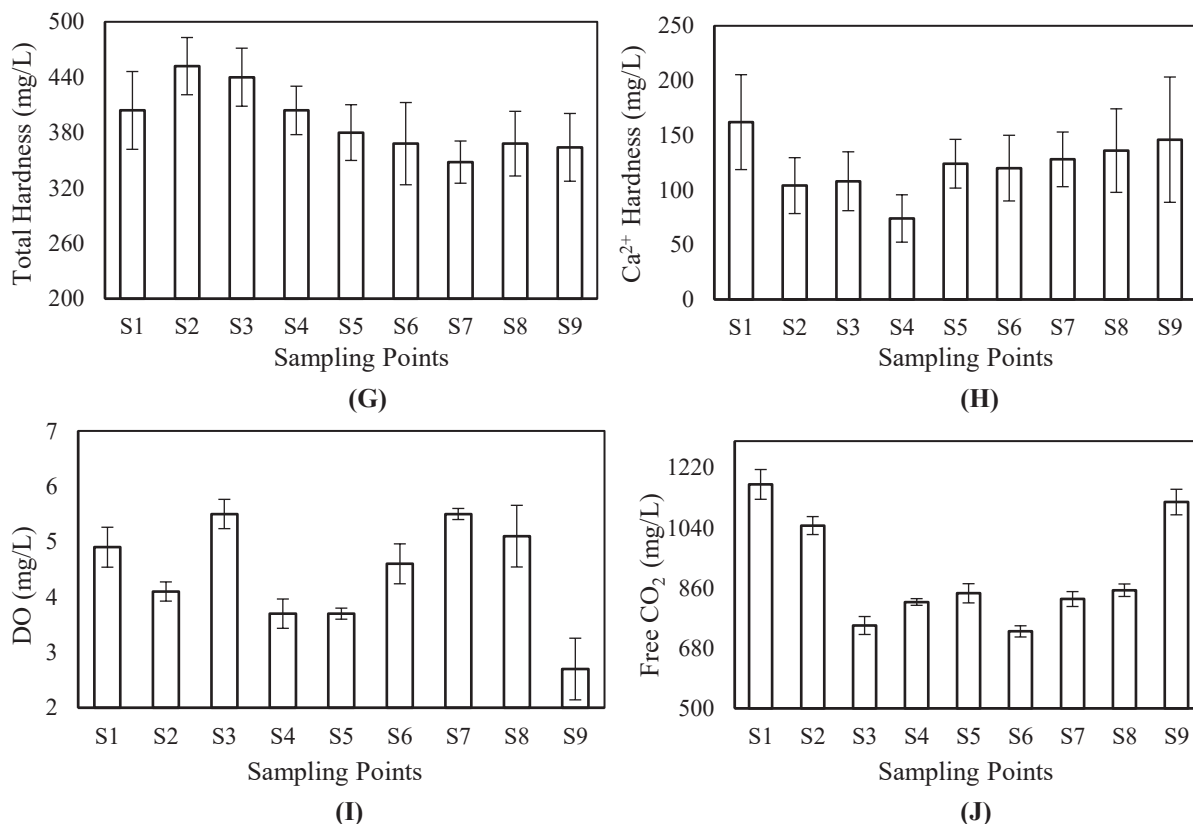 Total Hardness (mg/L)
500
440
380
320
260
200
S1 S2 S3 S4 S5 S6 S7 S8 S9
Sampling Points
(G)
Ca²⁺ Hardness (mg/L)
250
200
150
100
50
0
S1 S2 S3 S4 S5 S6 S7 S8 S9
Sampling Points
(H)
DO (mg/L)
7
6
5
4
3
2
S1 S2 S3 S4 S5 S6 S7 S8 S9
Sampling Points
(I)
Free CO₂ (mg/L)
1220
1040
860
680
500
S1 S2 S3 S4 S5 S6 S7 S8 S9
Sampling Points
(J)